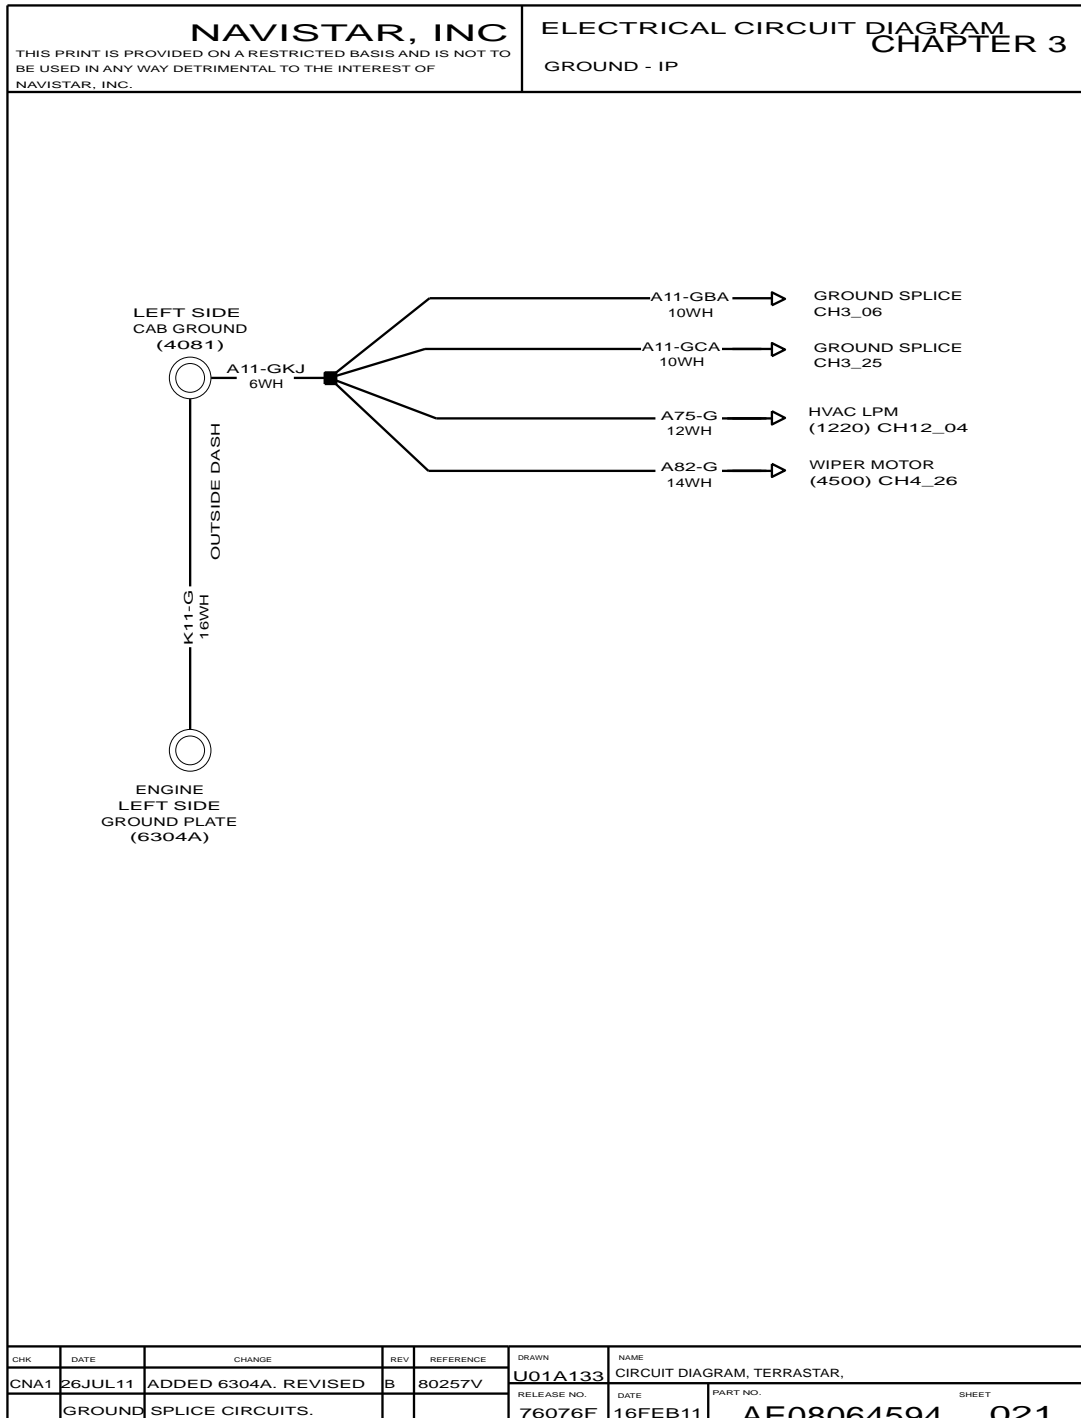 NAVISTAR, INC
THIS PRINT IS PROVIDED ON A RESTRICTED BASIS AND IS NOT TO
BE USED IN ANY WAY DETRIMENTAL TO THE INTEREST OF
NAVISTAR, INC.
ELECTRICAL CIRCUIT DIAGRAM
CHAPTER 3
GROUND - IP
LEFT SIDE
CAB GROUND
(4081)
A11-GKJ
6WH
A11-GBA
10WH
GROUND SPLICE
CH3_06
A11-GCA
10WH
GROUND SPLICE
CH3_25
A75-G
12WH
HVAC LPM
(1220) CH12_04
A82-G
14WH
WIPER MOTOR
(4500) CH4_26
OUTSIDE DASH
K11-G
16WH
ENGINE
LEFT SIDE
GROUND PLATE
(6304A)
CHK DATE CHANGE REV REFERENCE
CNA1 26JUL11 ADDED 6304A. REVISED B 80257V
GROUND SPLICE CIRCUITS.
DRAWN
U01A133
NAME
CIRCUIT DIAGRAM, TERRASTAR,
RELEASE NO.
76076F
DATE
16FEB11
PART NO.
AE08064594
SHEET
021